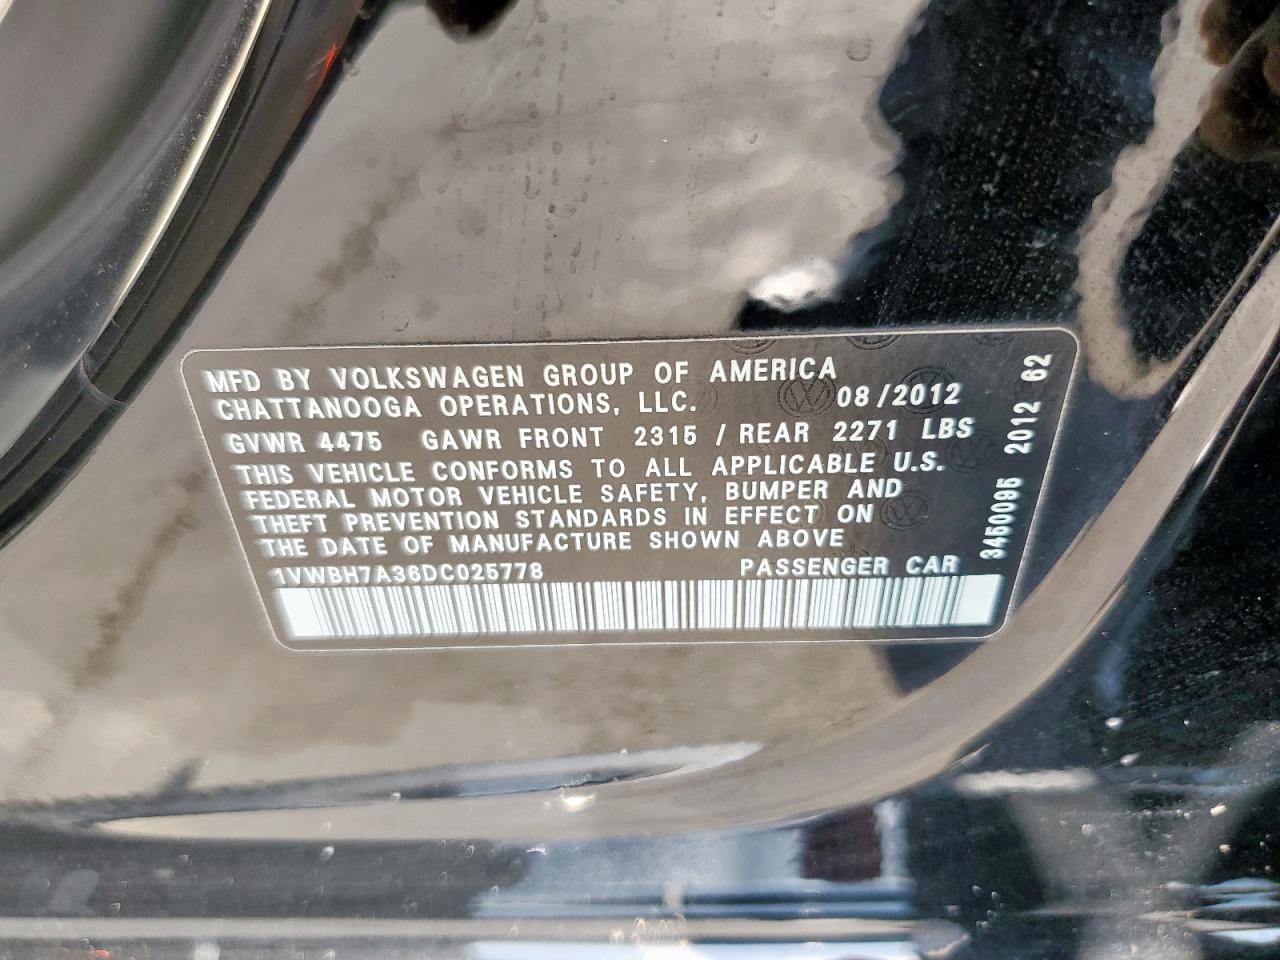 MFD BY VOLKSWAGEN GROUP OF AMERICA
CHATTANOOGA OPERATIONS, LLC. 08/2012
GVWR 4475 GAWR FRONT 2315 / REAR 2271 LBS
THIS VEHICLE CONFORMS TO ALL APPLICABLE U.S.
FEDERAL MOTOR VEHICLE SAFETY, BUMPER AND
THEFT PREVENTION STANDARDS IN EFFECT ON
THE DATE OF MANUFACTURE SHOWN ABOVE
1VWBH7A36DC025778 PASSENGER CAR
3450095 2012 62